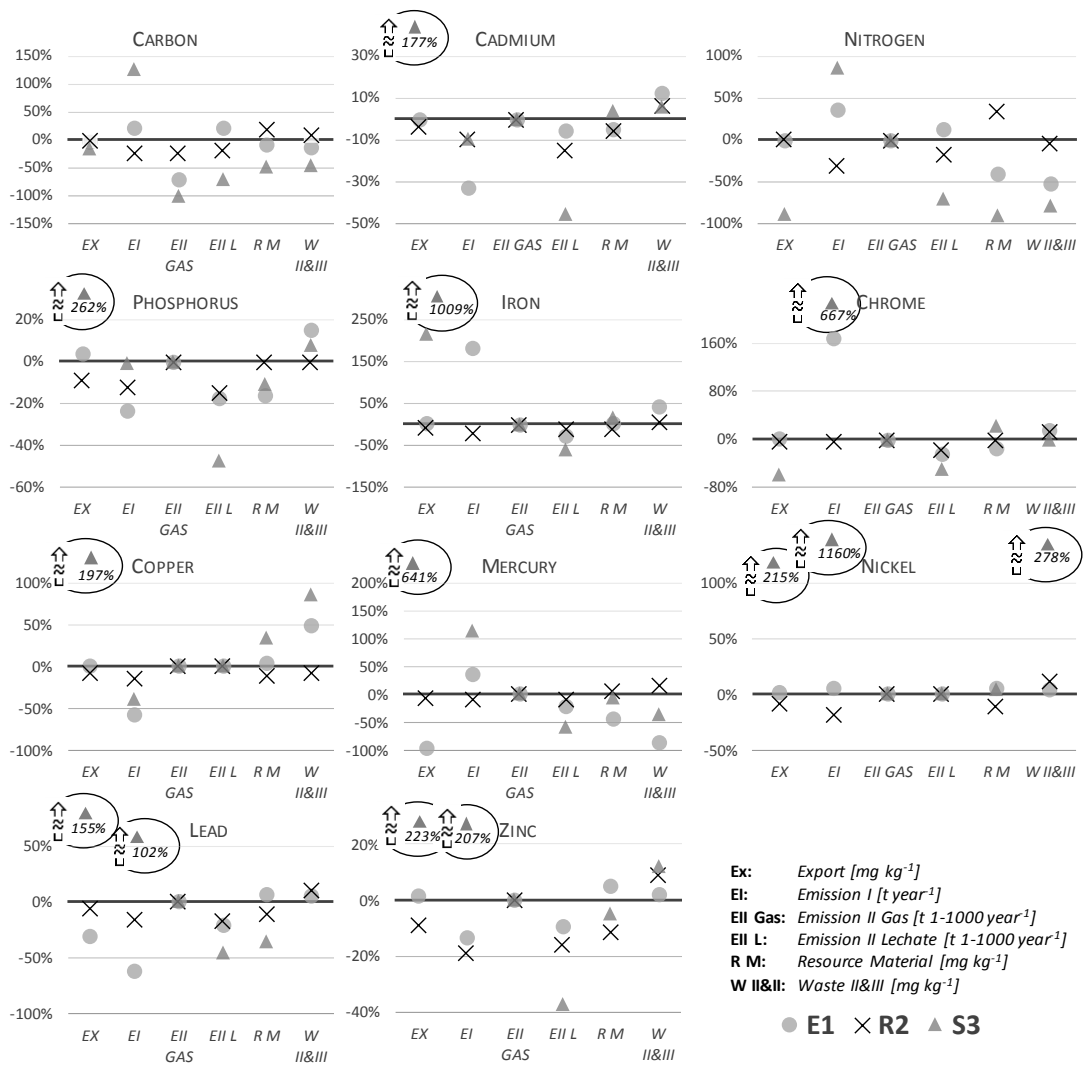 CARBON
150%
100%
50%
0%
-50%
-100%
-150%
EX EI EII GAS EII L R M W II&III
177%
CADMIUM
30%
10%
-10%
-30%
-50%
EX EI EII GAS EII L R M W II&III
NITROGEN
100%
50%
0%
-50%
-100%
EX EI EII GAS EII L R M W II&III
262%
PHOSPHORUS
20%
0%
-20%
-40%
-60%
EX EI EII GAS EII L R M W II&III
1009%
IRON
250%
150%
50%
-50%
-150%
EX EI EII GAS EII L R M W II&III
667%
CHROME
160%
80%
0%
-80%
EX EI EII GAS EII L R M W II&III
197%
COPPER
100%
50%
0%
-50%
-100%
EX EI EII GAS EII L R M W II&III
641%
MERCURY
200%
150%
100%
50%
0%
-50%
-100%
EX EI EII GAS EII L R M W II&III
215%
1160%
278%
NICKEL
100%
50%
0%
-50%
EX EI EII GAS EII L R M W II&III
155%
102%
LEAD
50%
0%
-50%
-100%
EX EI EII GAS EII L R M W II&III
223%
207%
ZINC
20%
0%
-20%
-40%
EX EI EII GAS EII L R M W II&III
Ex: Export [mg kg⁻¹]
EI: Emission I [t year⁻¹]
EII Gas: Emission II Gas [t 1-1000 year⁻¹]
EII L: Emission II Lechate [t 1-1000 year⁻¹]
R M: Resource Material [mg kg⁻¹]
W II&II: Waste II&III [mg kg⁻¹]
E1 R2 S3